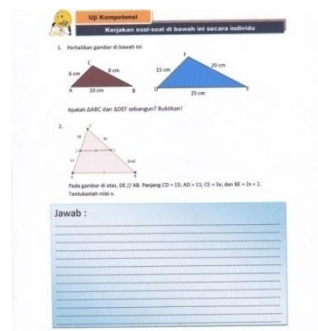 Uji Kompetensi
Kerjakan soal-soal di bawah ini secara individu
1. Perhatikan gambar di bawah ini
C
6 cm
8 cm
A
10 cm
B
F
15 cm
20 cm
D
25 cm
E
Apakah ΔABC dan ΔDEF sebangun? Buktikan!
2.
Pada gambar di atas, DE // AB. Panjang CD = 15; AD = 11; CE = 3x; dan BE = 2x + 2.
Tentukanlah nilai x.
Jawab :